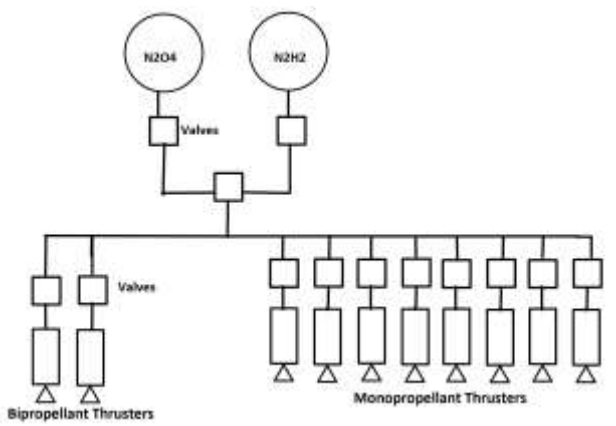 N2O4
N2H2
Valves
Valves
Bipropellant Thrusters
Monopropellant Thrusters